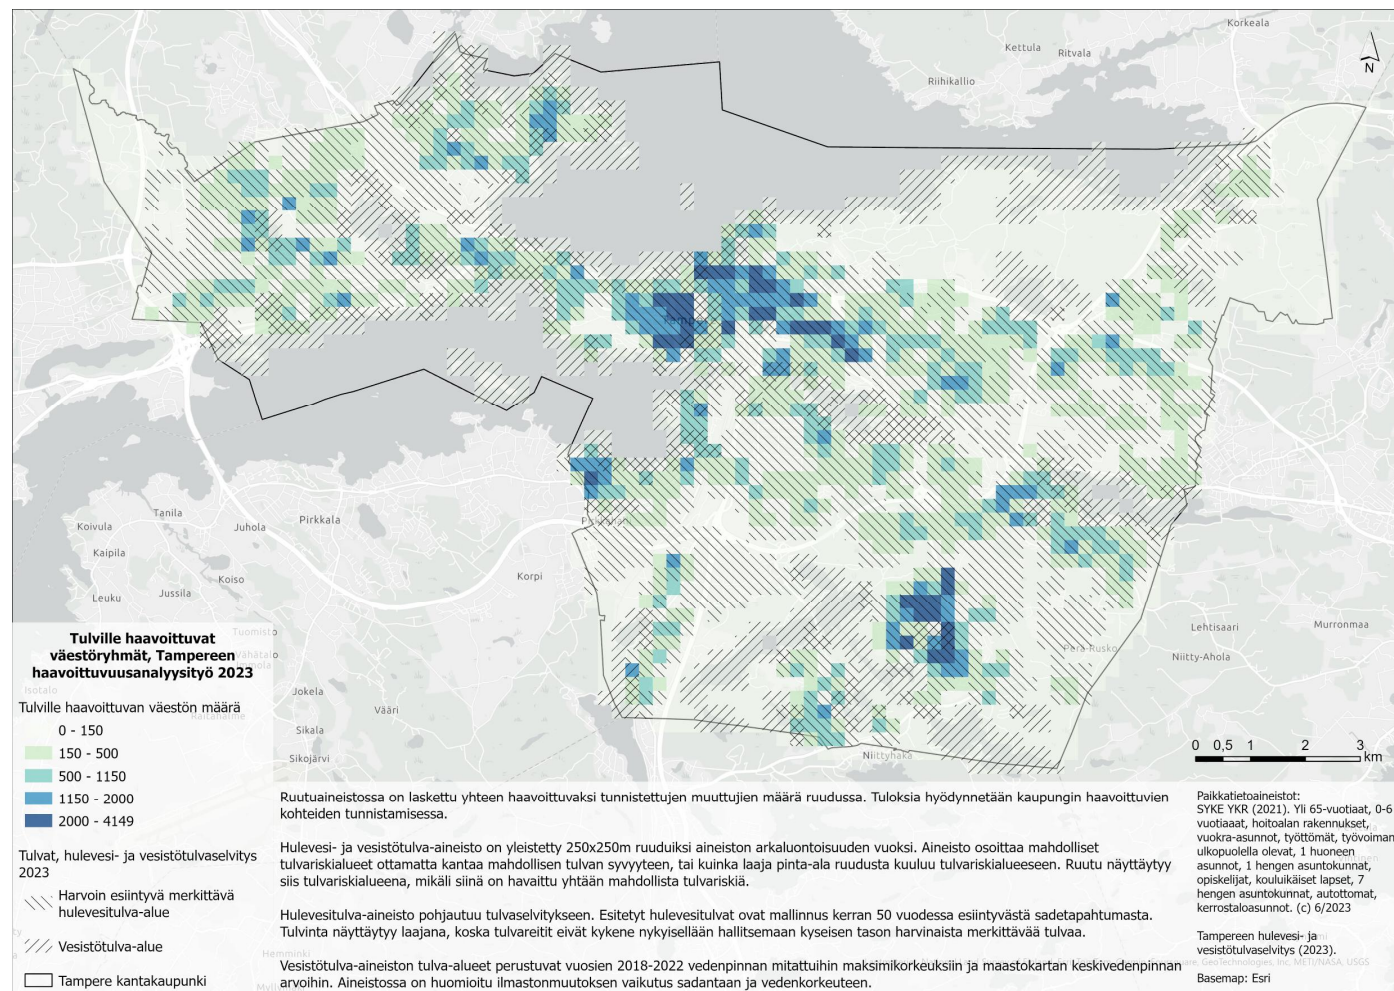 Korkeala
Kettula
Ritvala
Riihikallio
N
Tanila
Koivula
Juhola
Pirkkala
Kaipila
Koiso
Korpi
Leuku
Jussila
Lehtisaari
Murronmaa
Pera-Rusko
Niitty-Ahola
Jokela
Vääri
Sikala
Sikojärvi
Niittyhaka
Tulville haavoittuvat
väestöryhmät, Tampereen
haavoittuvuusanalyysityö 2023
Isotalo
Tulville haavoittuvan väestön määrä
0 - 150
150 - 500
500 - 1150
1150 - 2000
2000 - 4149
Tulvat, hulevesi- ja vesistötulvaselvitys
2023
Harvoin esiintyvä merkittävä
hulevesitulva-alue
Vesistötulva-alue
Tampere kantakaupunki
0 0,5 1 2 3
km
Ruutuaineistossa on laskettu yhteen haavoittuvaksi tunnistettujen muuttujien määrä ruudussa. Tuloksia hyödynnetään kaupungin haavoittuvien
kohteiden tunnistamisessa.
Hulevesi- ja vesistötulva-aineisto on yleistetty 250x250m ruuduiksi aineiston arkaluontoisuuden vuoksi. Aineisto osoittaa mahdolliset
tulvariskialueet ottamatta kantaa mahdollisen tulvan syvyyteen, tai kuinka laaja pinta-ala ruudusta kuuluu tulvariskialueeseen. Ruutu näyttäytyy
siis tulvariskialueena, mikäli siinä on havaittu yhtään mahdollista tulvariskiä.
Hulevesitulva-aineisto pohjautuu tulvaselvitykseen. Esitetyt hulevesitulvat ovat mallinnus kerran 50 vuodessa esiintyvästä sadetapahtumasta.
Tulvinta näyttäytyy laajana, koska tulvareitit eivät kykene nykyisellään hallitsemaan kyseisen tason harvinaista merkittävää tulvaa.
Vesistötulva-aineiston tulva-alueet perustuvat vuosien 2018-2022 vedenpinnan mitattuihin maksimikorkeuksiin ja maastokartan keskivedenpinnan
arvoihin. Aineistossa on huomioitu ilmastonmuutoksen vaikutus sadantaan ja vedenkorkeuteen.
Paikkatietoaineistot:
SYKE YKR (2021). Yli 65-vuotiaat, 0-6
vuotiaaat, hoitoalan rakennukset,
vuokra-asunnot, työttömät, työvoiman
ulkopuolella olevat, 1 huoneen
asunnot, 1 hengen asuntokunnat,
opiskelijat, kouluikäiset lapset, 7
hengen asuntokunnat, autottomat,
kerrostaloasunnot. (c) 6/2023
Tampereen hulevesi- ja
vesistötulvaselvitys (2023).
GeoTechnologies, Inc, METI/NASA, USGS
Basemap: Esri
Hemminki